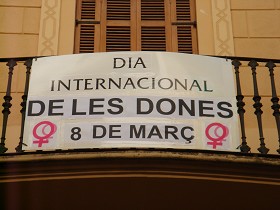 DIA
INTERNACIONAL
DE LES DONES
8 DE MARÇ